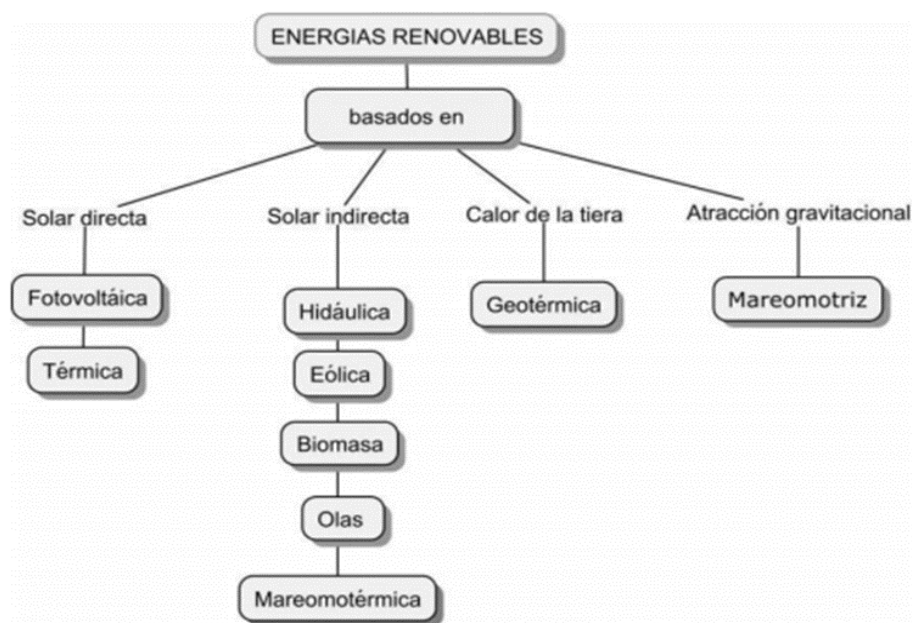 ENERGIAS RENOVABLES
basados en
Solar directa
Solar indirecta
Calor de la tiera
Atracción gravitacional
Fotovoltáica
Hidáulica
Geotérmica
Mareomotriz
Térmica
Eólica
Biomasa
Olas
Mareomotérmica